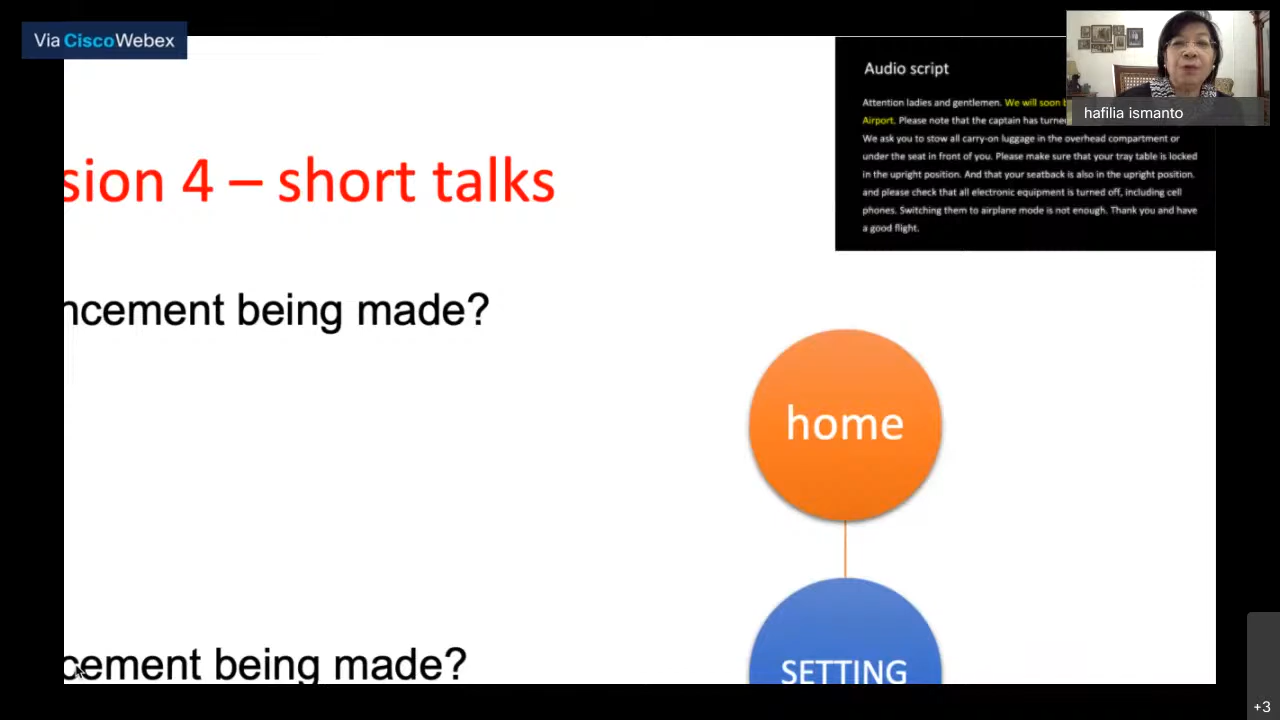 Via CiscoWebex
Audio script
hafilia ismanto
Attention ladies and gentlemen. We will soon
Airport. Please note that the captain has turned
We ask you to stow all carry-on luggage in the overhead compartment or
under the seat in front of you. Please make sure that your tray table is locked
in the upright position. And that your seatback is also in the upright position.
and please check that all electronic equipment is turned off, including cell
phones. Switching them to airplane mode is not enough. Thank you and have
a good flight.
sion 4 – short talks
ncement being made?
home
cement being made?
SETTING
+3